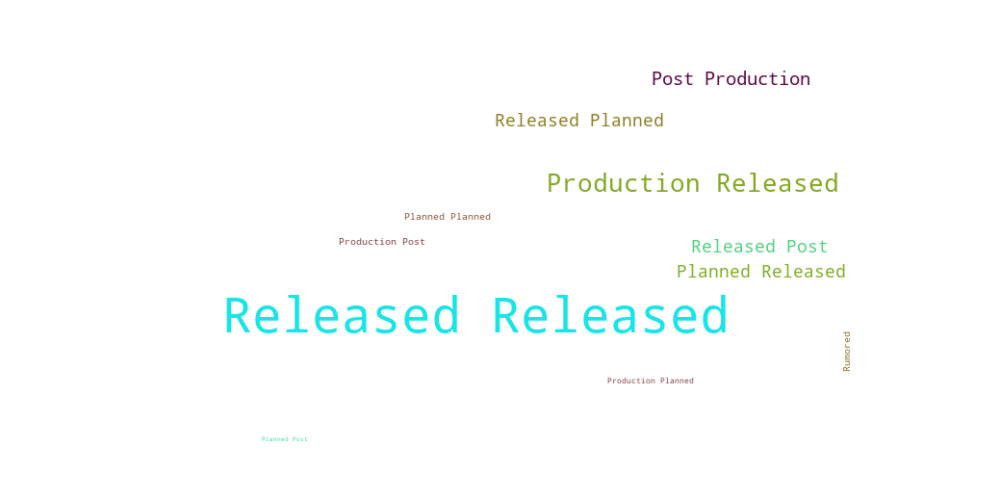 Post Production
Released Planned
Production Released
Planned Planned
Production Post
Released Post
Planned Released
Released Released
Rumored
Production Planned
Planned Post